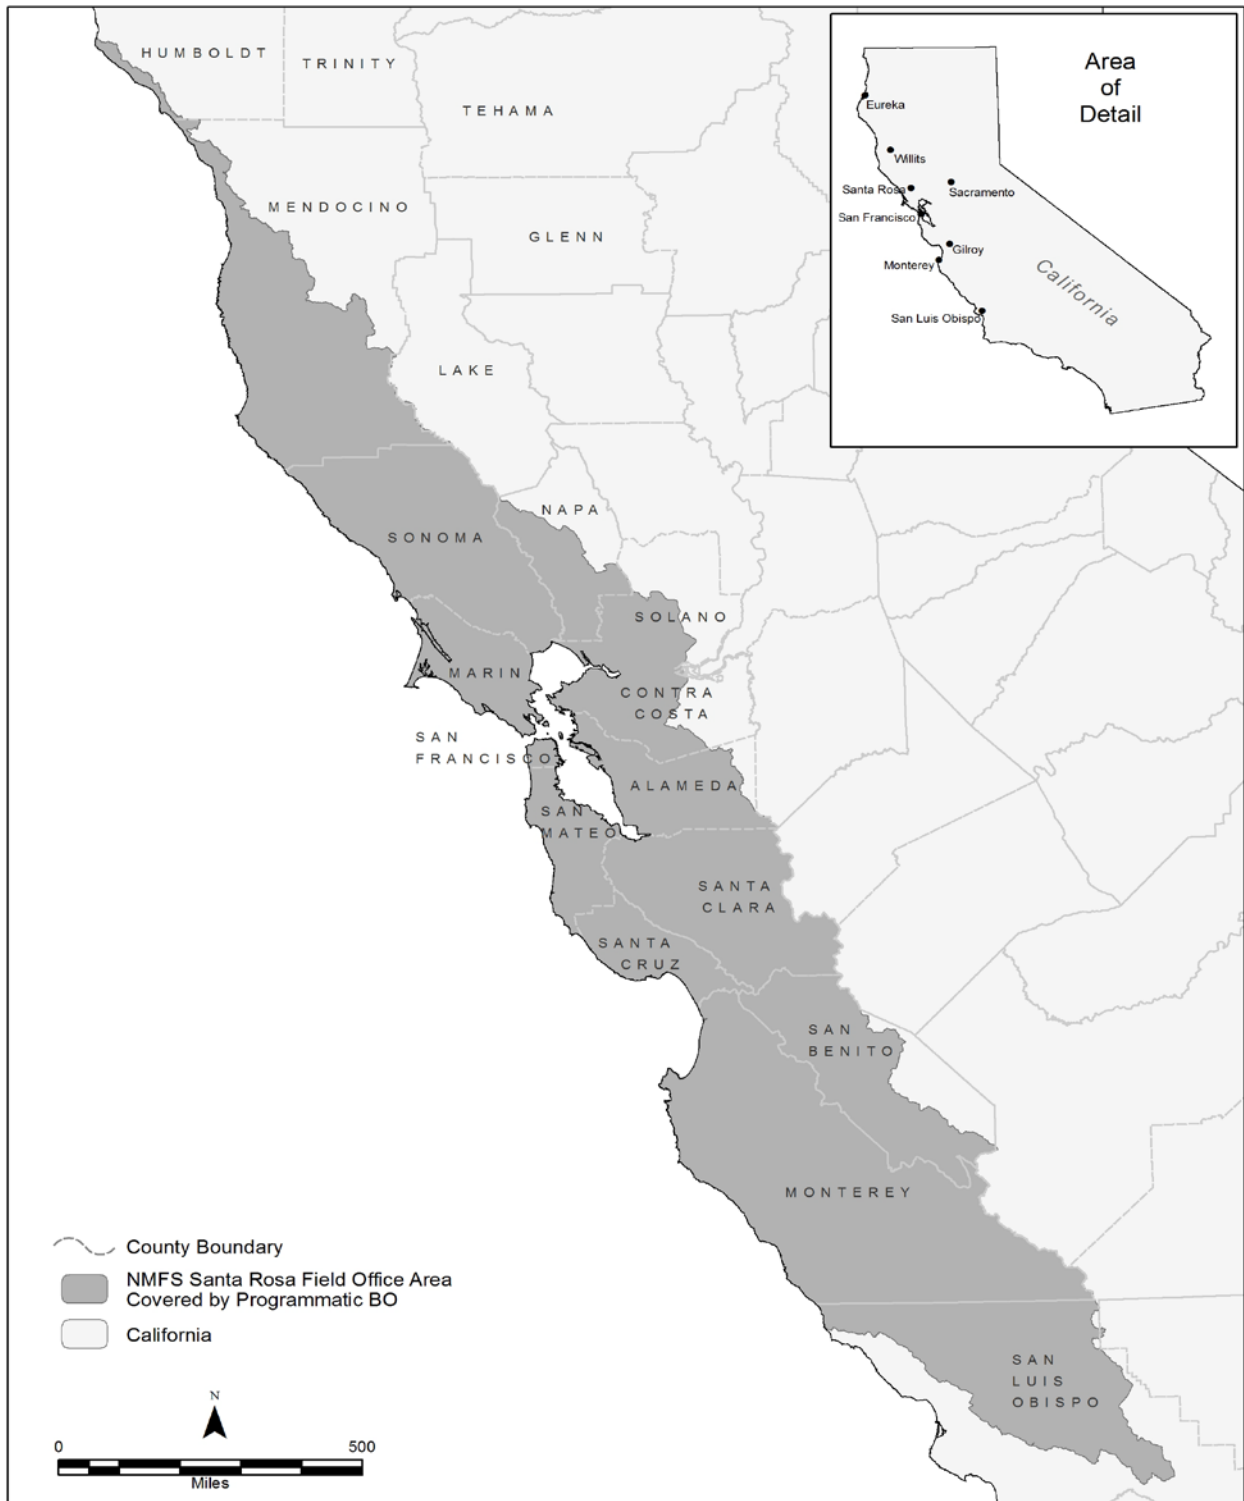 HUMBOLDT
TRINITY
TEHAMA
MENDOCINO
GLENN
LAKE
NAPA
SONOMA
SOLANO
MARIN
CONTRA
COSTA
SAN
FRANCISCO
ALAMEDA
SAN
MATEO
SANTA
CLARA
SANTA
CRUZ
SAN
BENITO
MONTEREY
SAN
LUIS
OBISPO
Area
of
Detail
Eureka
Willits
Santa Rosa
Sacramento
San Francisco
Gilroy
Monterey
California
San Luis Obispo
County Boundary
NMFS Santa Rosa Field Office Area
Covered by Programmatic BO
California
N
0 500
Miles